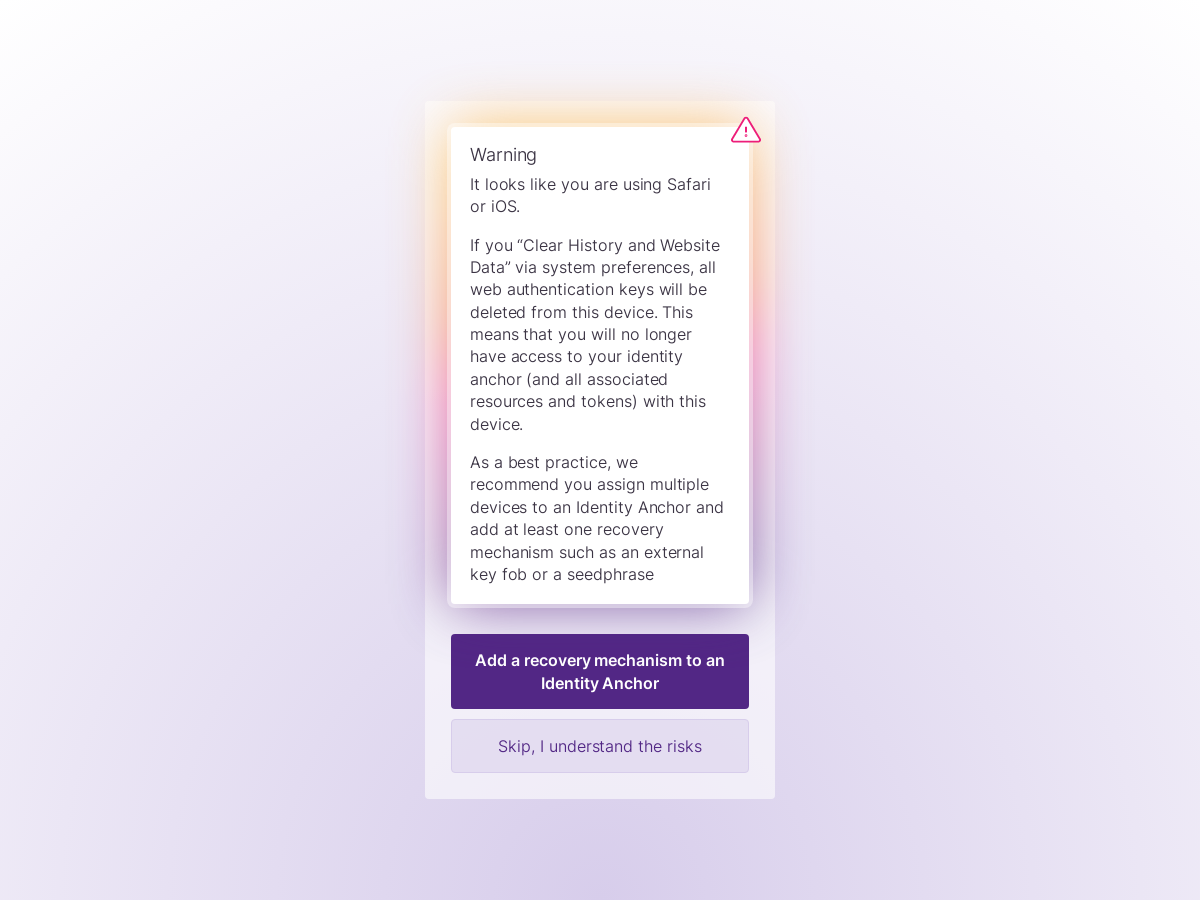 Warning
It looks like you are using Safari
or iOS.
If you “Clear History and Website
Data” via system preferences, all
web authentication keys will be
deleted from this device. This
means that you will no longer
have access to your identity
anchor (and all associated
resources and tokens) with this
device.
As a best practice, we
recommend you assign multiple
devices to an Identity Anchor and
add at least one recovery
mechanism such as an external
key fob or a seedphrase
Add a recovery mechanism to an
Identity Anchor
Skip, I understand the risks